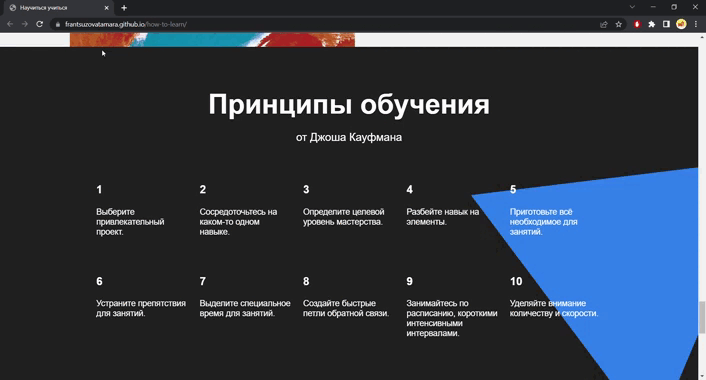 Научиться учиться
frantsuzovatamara.github.io/how-to-learn/
Принципы обучения
от Джоша Кауфмана
1
Выберите
привлекательный
проект.
2
Сосредоточьтесь на
каком-то одном
навыке.
3
Определите целевой
уровень мастерства.
4
Разбейте навык на
элементы.
5
Приготовьте всё
необходимое для
занятий.
6
Устраните препятствия
для занятий.
7
Выделите специальное
время для занятий.
8
Создайте быстрые
петли обратной связи.
9
Занимайтесь по
расписанию, короткими
интенсивными
интервалами.
10
Уделяйте внимание
количеству и скорости.